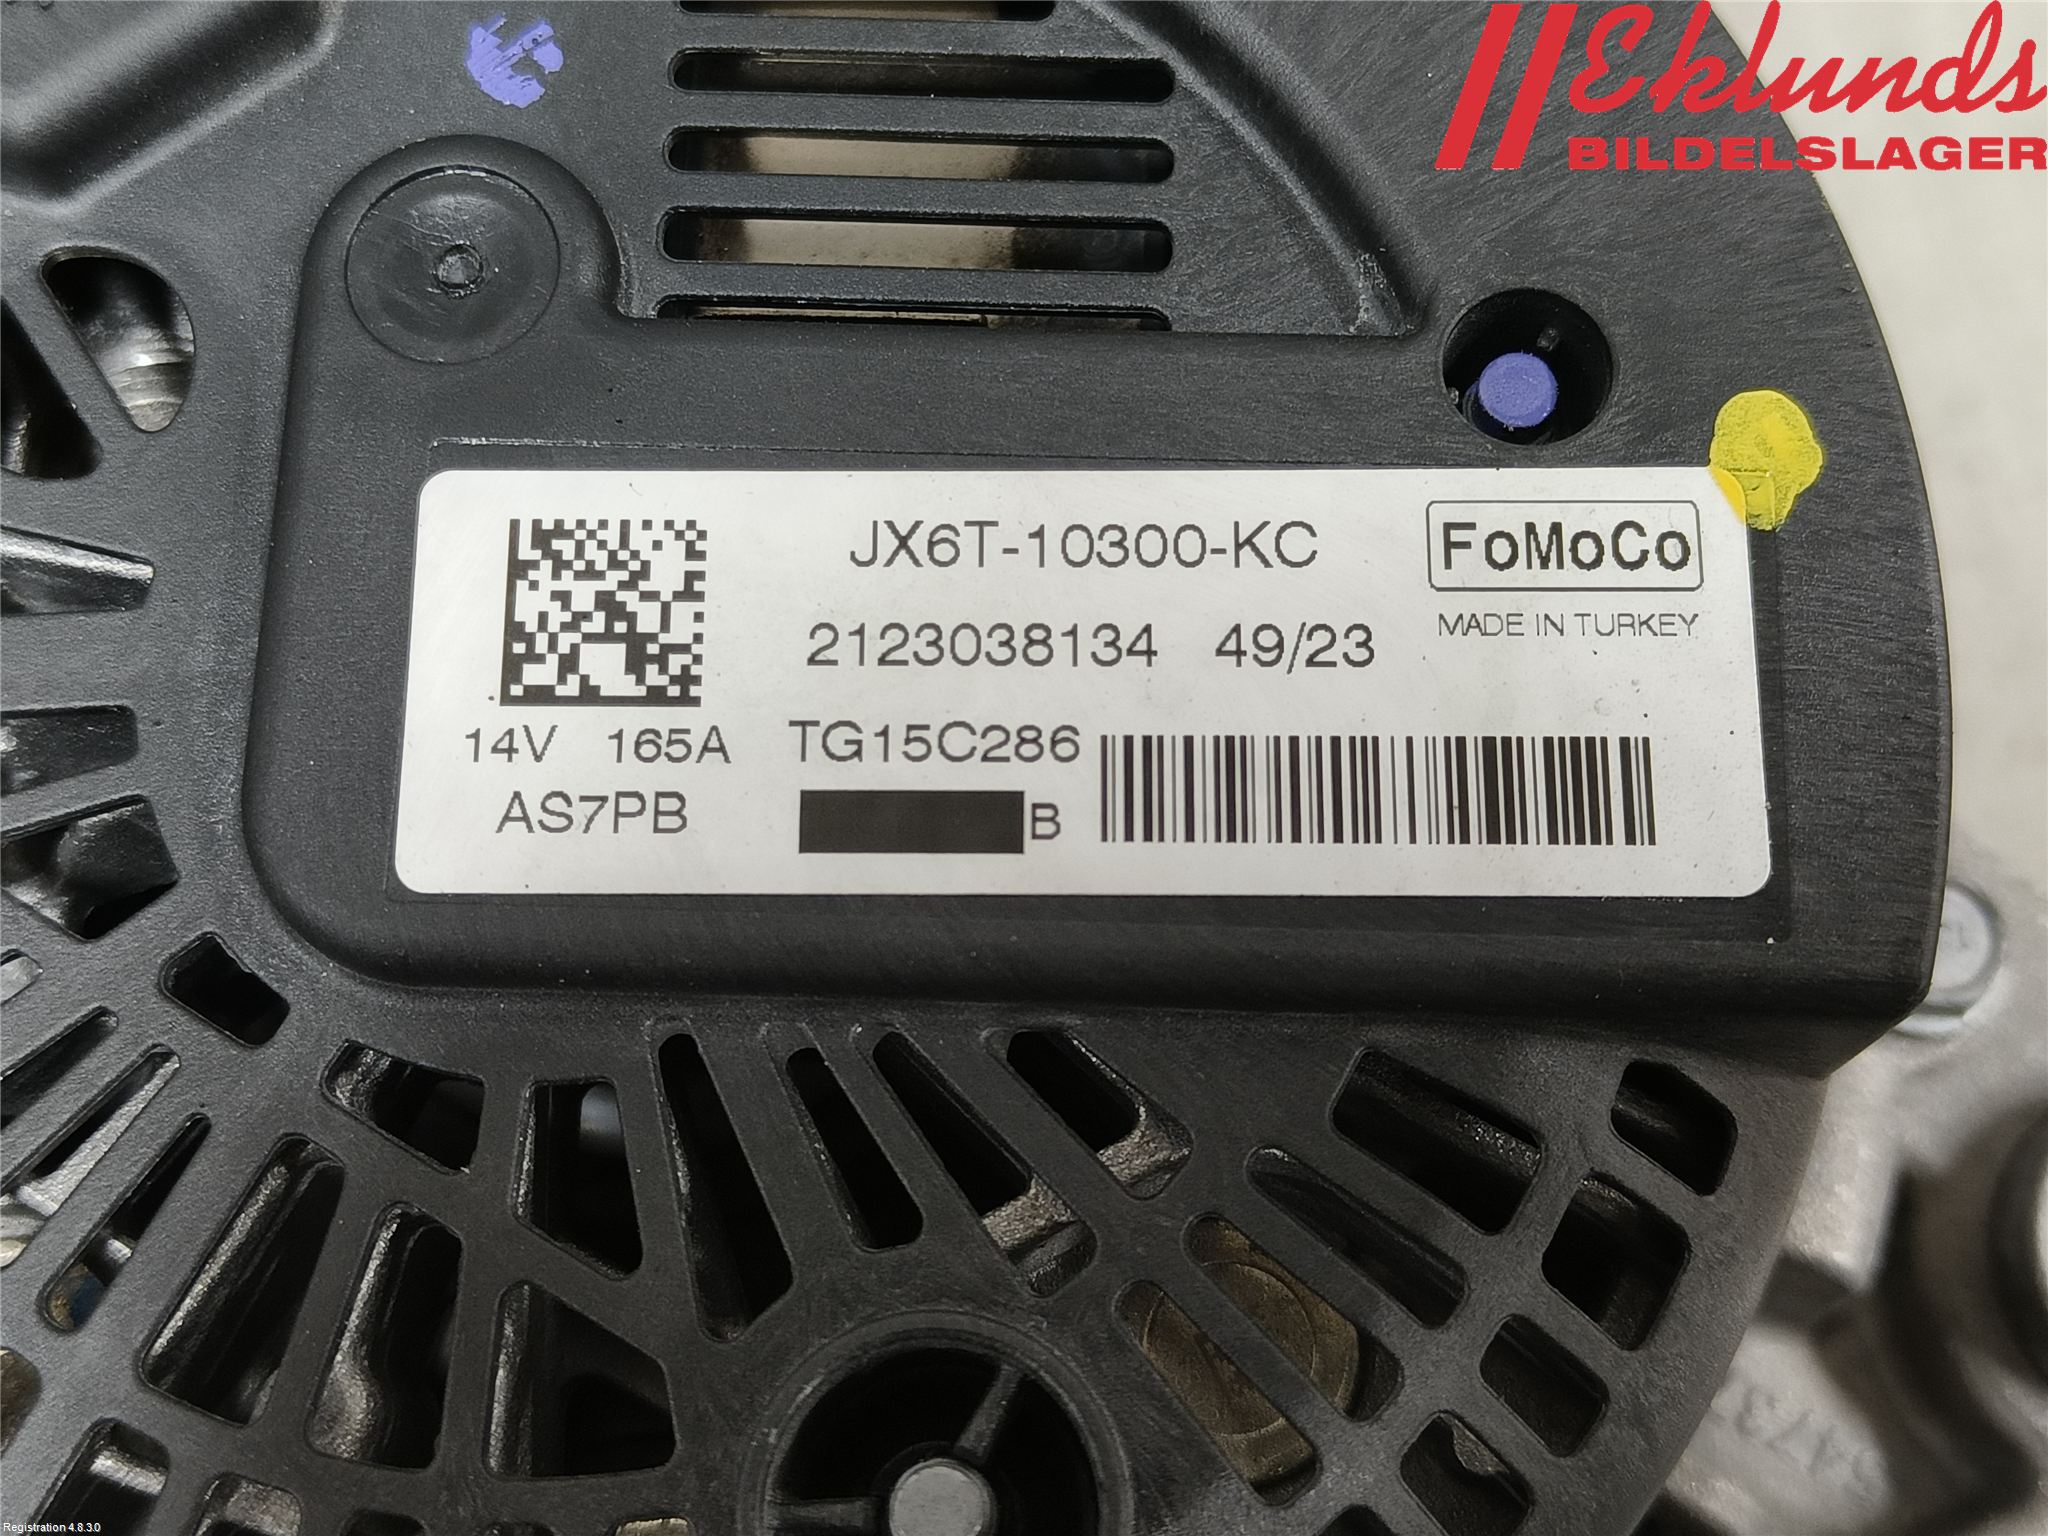 Eklunds
BILDELSLAGER
JX6T-10300-KC
FoMoCo
MADE IN TURKEY
2123038134 49/23
14V 165A TG15C286
AS7PB
B
Registration 4.8.3.0